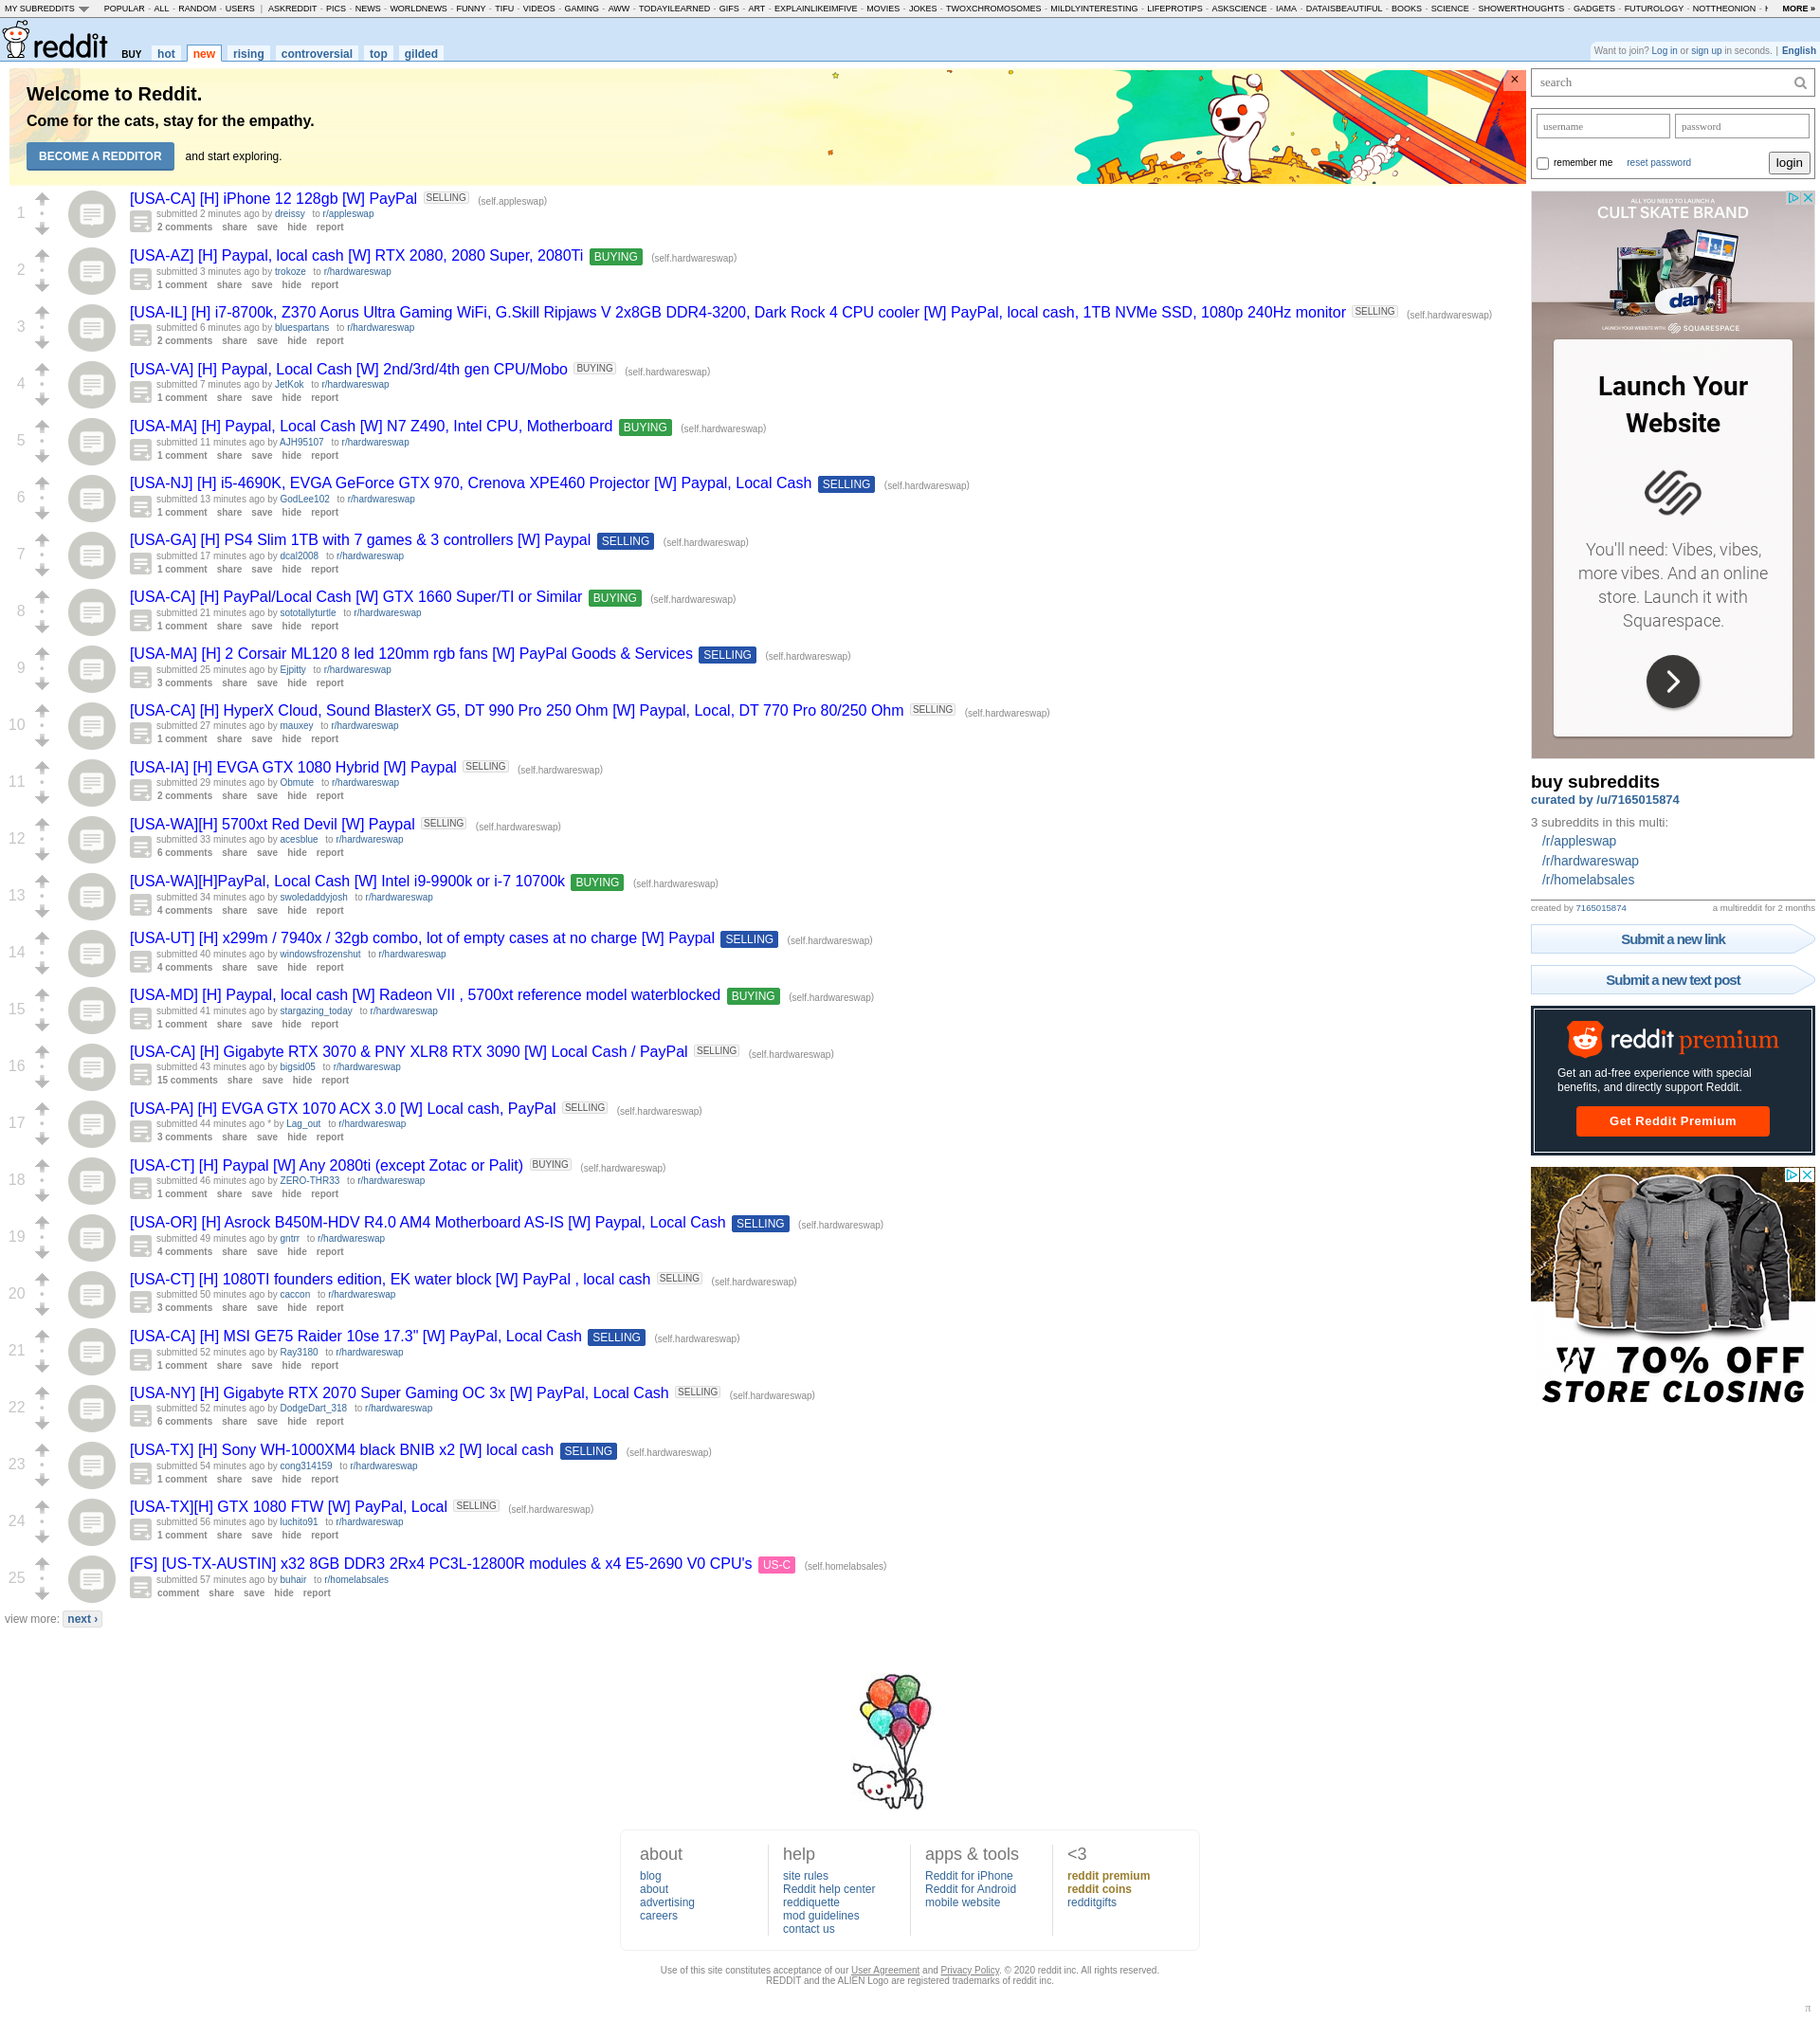 MY SUBREDDITS POPULAR - ALL - RANDOM - USERS | ASKREDDIT - PICS - NEWS - WORLDNEWS - FUNNY - TIFU - VIDEOS - GAMING - AWW - TODAYILEARNED - GIFS - ART - EXPLAINLIKEIMFIVE - MOVIES - JOKES - TWOXCHROMOSOMES - MILDLYINTERESTING - LIFEPROTIPS - ASKSCIENCE - IAMA - DATAISBEAUTIFUL - BOOKS - SCIENCE - SHOWERTHOUGHTS - GADGETS - FUTUROLOGY - NOTTHEONION - MORE »
reddit BUY hot new rising controversial top gilded
Want to join? Log in or sign up in seconds. | English
Welcome to Reddit.
Come for the cats, stay for the empathy.
BECOME A REDDITOR and start exploring.
×
1
[USA-CA] [H] iPhone 12 128gb [W] PayPal SELLING (self.appleswap)
submitted 2 minutes ago by dreissy to r/appleswap
2 comments share save hide report
2
[USA-AZ] [H] Paypal, local cash [W] RTX 2080, 2080 Super, 2080Ti BUYING (self.hardwareswap)
submitted 3 minutes ago by trokoze to r/hardwareswap
1 comment share save hide report
3
[USA-IL] [H] i7-8700k, Z370 Aorus Ultra Gaming WiFi, G.Skill Ripjaws V 2x8GB DDR4-3200, Dark Rock 4 CPU cooler [W] PayPal, local cash, 1TB NVMe SSD, 1080p 240Hz monitor SELLING (self.hardwareswap)
submitted 6 minutes ago by bluespartans to r/hardwareswap
2 comments share save hide report
4
[USA-VA] [H] Paypal, Local Cash [W] 2nd/3rd/4th gen CPU/Mobo BUYING (self.hardwareswap)
submitted 7 minutes ago by JetKok to r/hardwareswap
1 comment share save hide report
5
[USA-MA] [H] Paypal, Local Cash [W] N7 Z490, Intel CPU, Motherboard BUYING (self.hardwareswap)
submitted 11 minutes ago by AJH95107 to r/hardwareswap
1 comment share save hide report
6
[USA-NJ] [H] i5-4690K, EVGA GeForce GTX 970, Crenova XPE460 Projector [W] Paypal, Local Cash SELLING (self.hardwareswap)
submitted 13 minutes ago by GodLee102 to r/hardwareswap
1 comment share save hide report
7
[USA-GA] [H] PS4 Slim 1TB with 7 games & 3 controllers [W] Paypal SELLING (self.hardwareswap)
submitted 17 minutes ago by dcal2008 to r/hardwareswap
1 comment share save hide report
8
[USA-CA] [H] PayPal/Local Cash [W] GTX 1660 Super/TI or Similar BUYING (self.hardwareswap)
submitted 21 minutes ago by sototallyturtle to r/hardwareswap
1 comment share save hide report
9
[USA-MA] [H] 2 Corsair ML120 8 led 120mm rgb fans [W] PayPal Goods & Services SELLING (self.hardwareswap)
submitted 25 minutes ago by Ejpitty to r/hardwareswap
3 comments share save hide report
10
[USA-CA] [H] HyperX Cloud, Sound BlasterX G5, DT 990 Pro 250 Ohm [W] Paypal, Local, DT 770 Pro 80/250 Ohm SELLING (self.hardwareswap)
submitted 27 minutes ago by mauxey to r/hardwareswap
1 comment share save hide report
11
[USA-IA] [H] EVGA GTX 1080 Hybrid [W] Paypal SELLING (self.hardwareswap)
submitted 29 minutes ago by Obmute to r/hardwareswap
2 comments share save hide report
12
[USA-WA][H] 5700xt Red Devil [W] Paypal SELLING (self.hardwareswap)
submitted 33 minutes ago by acesblue to r/hardwareswap
6 comments share save hide report
13
[USA-WA][H]PayPal, Local Cash [W] Intel i9-9900k or i-7 10700k BUYING (self.hardwareswap)
submitted 34 minutes ago by swoledaddyjosh to r/hardwareswap
4 comments share save hide report
14
[USA-UT] [H] x299m / 7940x / 32gb combo, lot of empty cases at no charge [W] Paypal SELLING (self.hardwareswap)
submitted 40 minutes ago by windowsfrozenshut to r/hardwareswap
4 comments share save hide report
15
[USA-MD] [H] Paypal, local cash [W] Radeon VII , 5700xt reference model waterblocked BUYING (self.hardwareswap)
submitted 41 minutes ago by stargazing_today to r/hardwareswap
1 comment share save hide report
16
[USA-CA] [H] Gigabyte RTX 3070 & PNY XLR8 RTX 3090 [W] Local Cash / PayPal SELLING (self.hardwareswap)
submitted 43 minutes ago by bigsid05 to r/hardwareswap
15 comments share save hide report
17
[USA-PA] [H] EVGA GTX 1070 ACX 3.0 [W] Local cash, PayPal SELLING (self.hardwareswap)
submitted 44 minutes ago * by Lag_out to r/hardwareswap
3 comments share save hide report
18
[USA-CT] [H] Paypal [W] Any 2080ti (except Zotac or Palit) BUYING (self.hardwareswap)
submitted 46 minutes ago by ZERO-THR33 to r/hardwareswap
1 comment share save hide report
19
[USA-OR] [H] Asrock B450M-HDV R4.0 AM4 Motherboard AS-IS [W] Paypal, Local Cash SELLING (self.hardwareswap)
submitted 49 minutes ago by gntrr to r/hardwareswap
4 comments share save hide report
20
[USA-CT] [H] 1080TI founders edition, EK water block [W] PayPal , local cash SELLING (self.hardwareswap)
submitted 50 minutes ago by caccon to r/hardwareswap
3 comments share save hide report
21
[USA-CA] [H] MSI GE75 Raider 10se 17.3" [W] PayPal, Local Cash SELLING (self.hardwareswap)
submitted 52 minutes ago by Ray3180 to r/hardwareswap
1 comment share save hide report
22
[USA-NY] [H] Gigabyte RTX 2070 Super Gaming OC 3x [W] PayPal, Local Cash SELLING (self.hardwareswap)
submitted 52 minutes ago by DodgeDart_318 to r/hardwareswap
6 comments share save hide report
23
[USA-TX] [H] Sony WH-1000XM4 black BNIB x2 [W] local cash SELLING (self.hardwareswap)
submitted 54 minutes ago by cong314159 to r/hardwareswap
1 comment share save hide report
24
[USA-TX][H] GTX 1080 FTW [W] PayPal, Local SELLING (self.hardwareswap)
submitted 56 minutes ago by luchito91 to r/hardwareswap
1 comment share save hide report
25
[FS] [US-TX-AUSTIN] x32 8GB DDR3 2Rx4 PC3L-12800R modules & x4 E5-2690 V0 CPU's US-C (self.homelabsales)
submitted 57 minutes ago by buhair to r/homelabsales
comment share save hide report
view more: next ›
search
username password
remember me reset password login
ALL YOU NEED TO LAUNCH A
CULT SKATE BRAND
dam
LAUNCH YOUR WEBSITE WITH SQUARESPACE
Launch Your
Website
You'll need: Vibes, vibes,
more vibes. And an online
store. Launch it with
Squarespace.
buy subreddits
curated by /u/7165015874
3 subreddits in this multi:
/r/appleswap
/r/hardwareswap
/r/homelabsales
created by 7165015874 a multireddit for 2 months
Submit a new link
Submit a new text post
reddit premium
Get an ad-free experience with special
benefits, and directly support Reddit.
Get Reddit Premium
70% OFF
STORE CLOSING
about
blog
about
advertising
careers
help
site rules
Reddit help center
reddiquette
mod guidelines
contact us
apps & tools
Reddit for iPhone
Reddit for Android
mobile website
<3
reddit premium
reddit coins
redditgifts
Use of this site constitutes acceptance of our User Agreement and Privacy Policy. © 2020 reddit inc. All rights reserved.
REDDIT and the ALIEN Logo are registered trademarks of reddit inc.
π